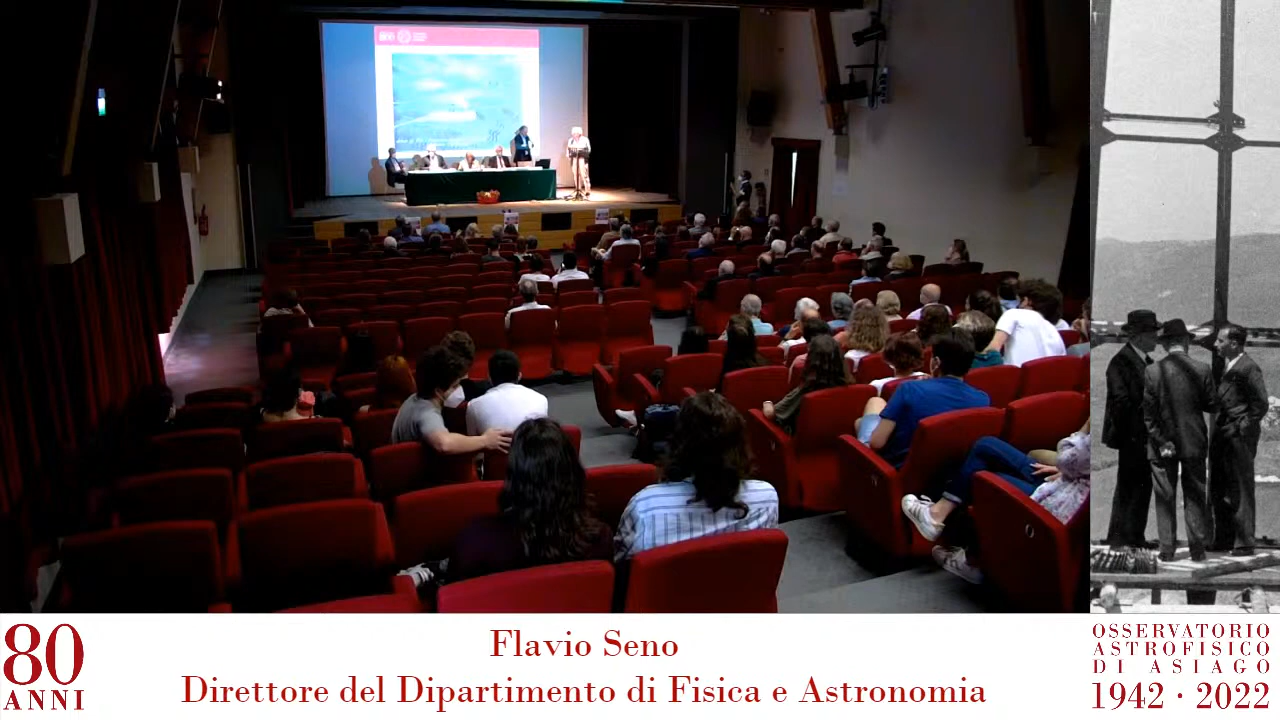 80
ANNI
Flavio Seno
Direttore del Dipartimento di Fisica e Astronomia
OSSERVATORIO
ASTROFISICO
DI ASIAGO
1942 · 2022